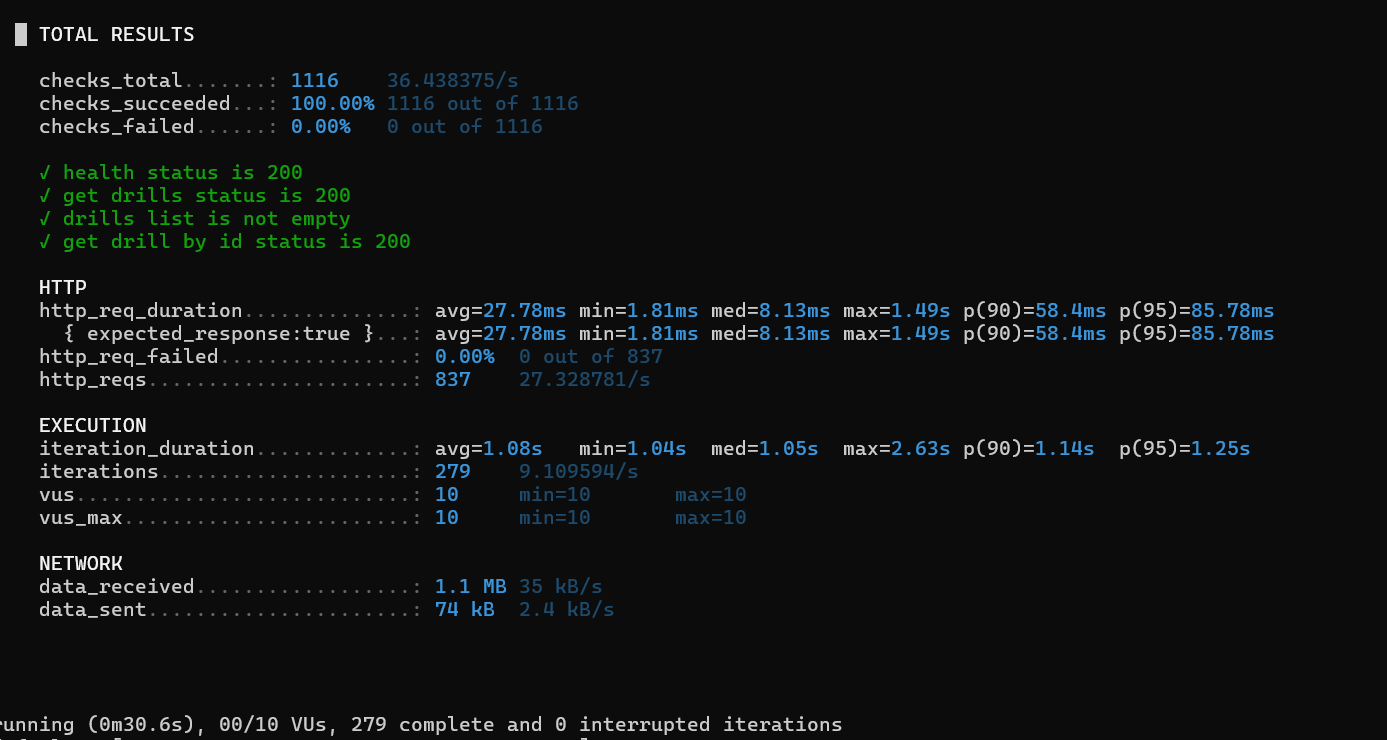 TOTAL RESULTS
checks_total.......: 1116 36.438375/s
checks_succeeded...: 100.00% 1116 out of 1116
checks_failed......: 0.00% 0 out of 1116
✓ health status is 200
✓ get drills status is 200
✓ drills list is not empty
✓ get drill by id status is 200
HTTP
http_req_duration..............: avg=27.78ms min=1.81ms med=8.13ms max=1.49s p(90)=58.4ms p(95)=85.78ms
{ expected_response:true }...: avg=27.78ms min=1.81ms med=8.13ms max=1.49s p(90)=58.4ms p(95)=85.78ms
http_req_failed................: 0.00% 0 out of 837
http_reqs......................: 837 27.328781/s
EXECUTION
iteration_duration.............: avg=1.08s min=1.04s med=1.05s max=2.63s p(90)=1.14s p(95)=1.25s
iterations.....................: 279 9.109594/s
vus............................: 10 min=10 max=10
vus_max........................: 10 min=10 max=10
NETWORK
data_received..................: 1.1 MB 35 kB/s
data_sent......................: 74 kB 2.4 kB/s
running (0m30.6s), 00/10 VUs, 279 complete and 0 interrupted iterations